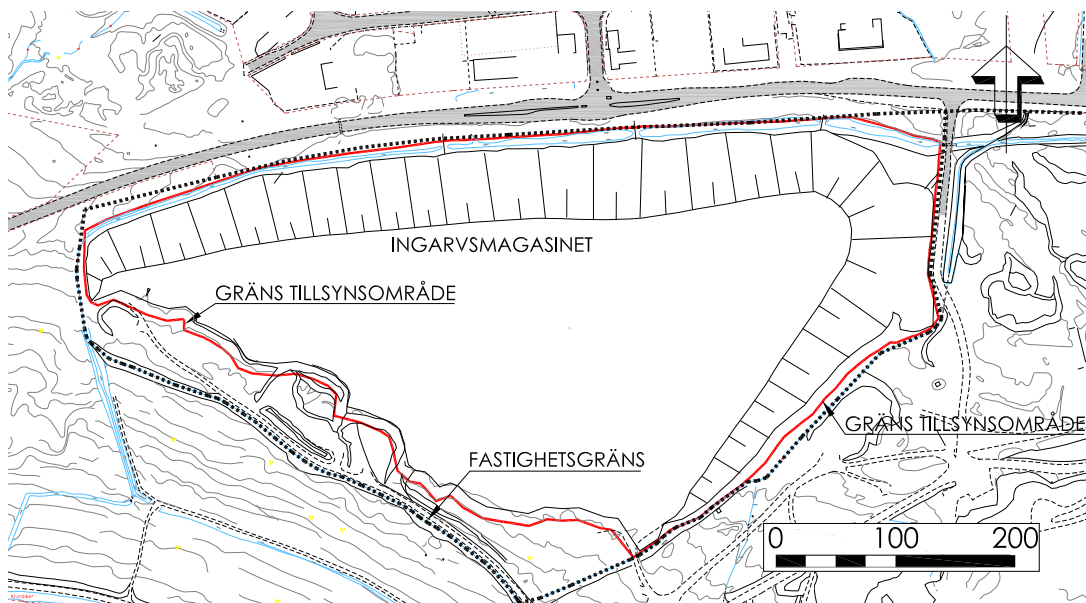 INGARVSMAGASINET
GRÄNS TILLSYNSOMRÅDE
GRÄNS TILLSYNSOMRÅDE
FASTIGHETSGRÄNS
0 100 200